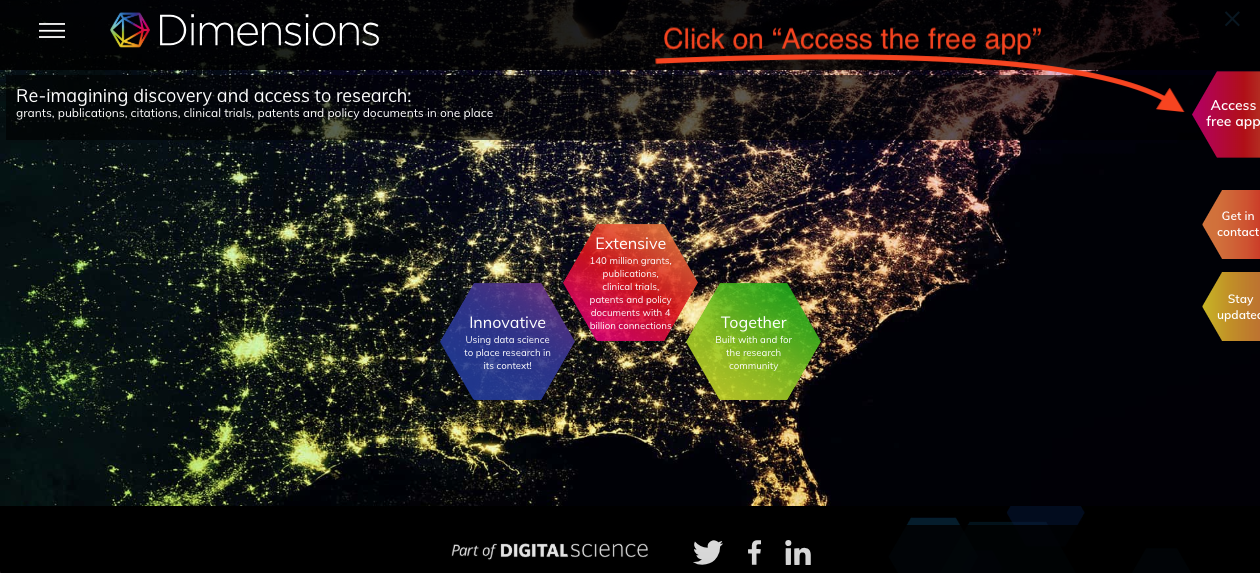 Dimensions
Click on “Access the free app”
Re-imagining discovery and access to research:
grants, publications, citations, clinical trials, patents and policy documents in one place
Access
free app
Get in
contact
Extensive
140 million grants,
publications,
clinical trials,
patents and policy
documents with 4
billion connections
Stay
updated
Innovative
Using data science
to place research in
its context!
Together
Built with and for
the research
community
Part of DIGITALSCIENCE